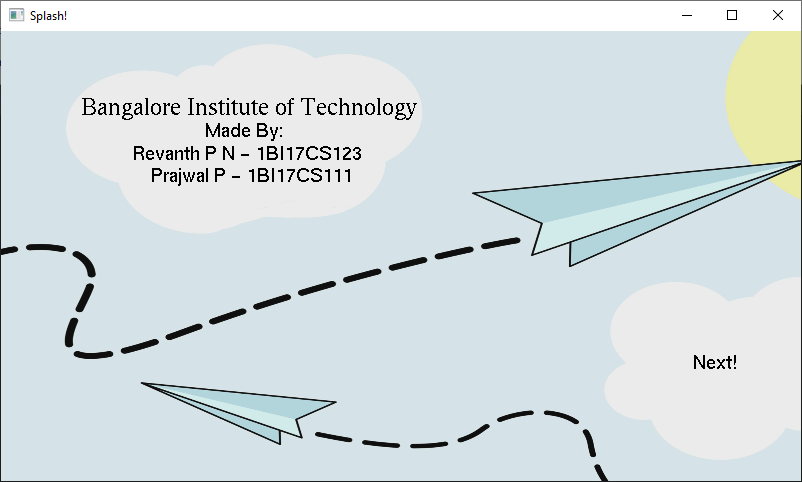 Splash!
Bangalore Institute of Technology
Made By:
Revanth P N - 1BI17CS123
Prajwal P - 1BI17CS111
Next!